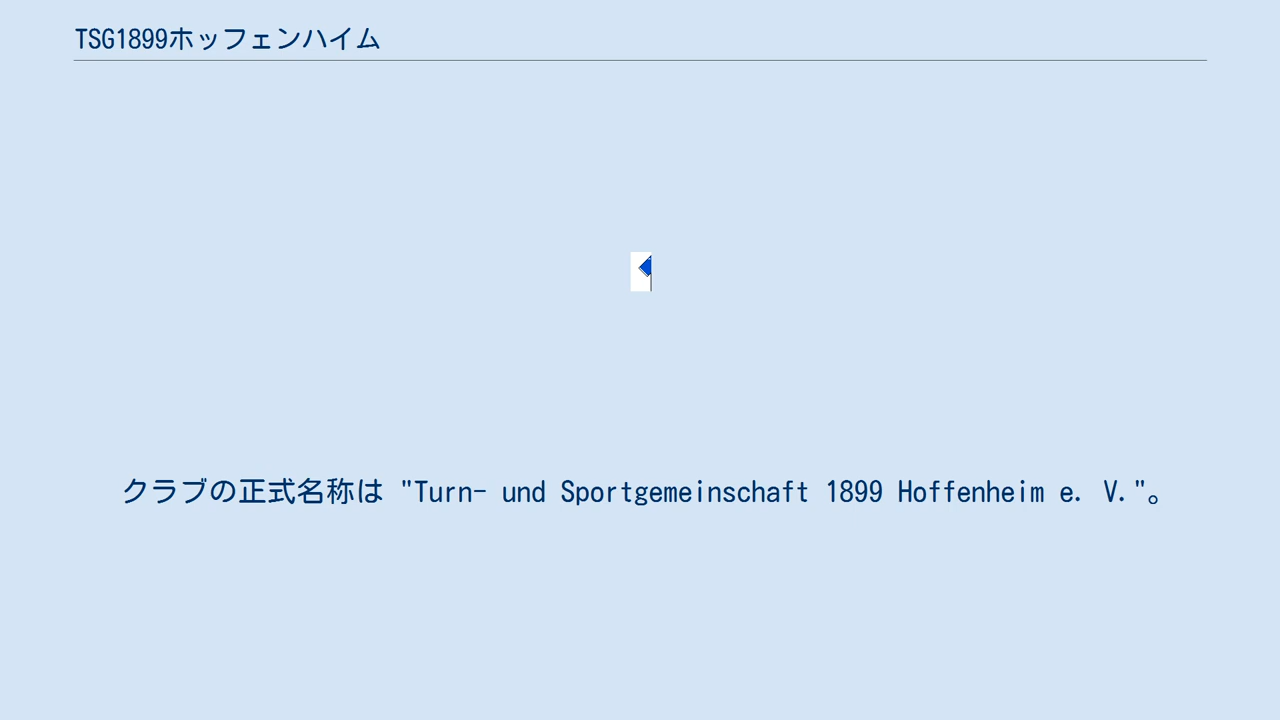 TSG1899ホッフェンハイム
クラブの正式名称は "Turn- und Sportgemeinschaft 1899 Hoffenheim e. V."。